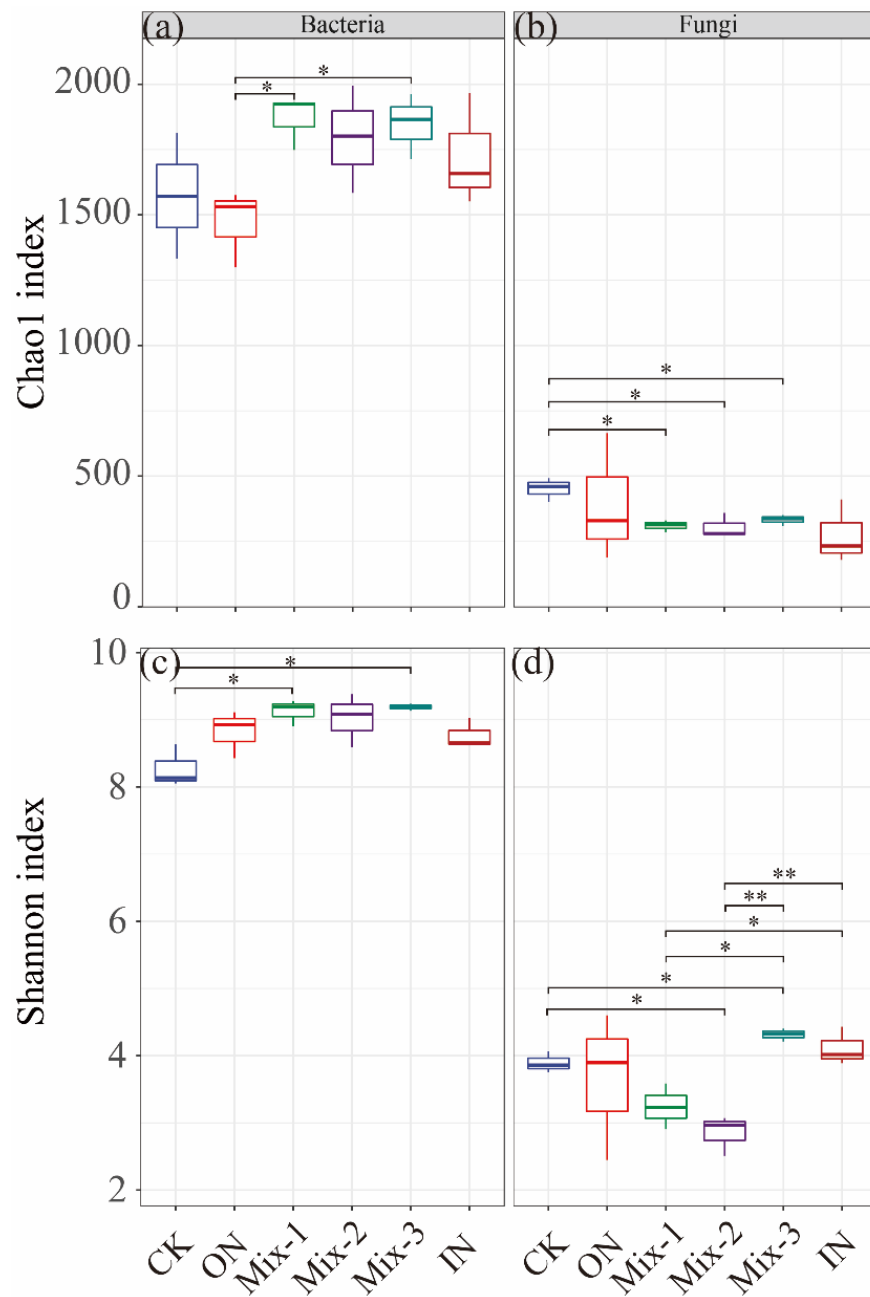 (a) Bacteria
(b) Fungi
Chao1 index
2000
1500
1000
500
0
* *
* * *
Shannon index
10
8
6
4
2
(c)
* *
(d)
**
**
*
*
*
*
CK ON Mix-1 Mix-2 Mix-3 IN
CK ON Mix-1 Mix-2 Mix-3 IN